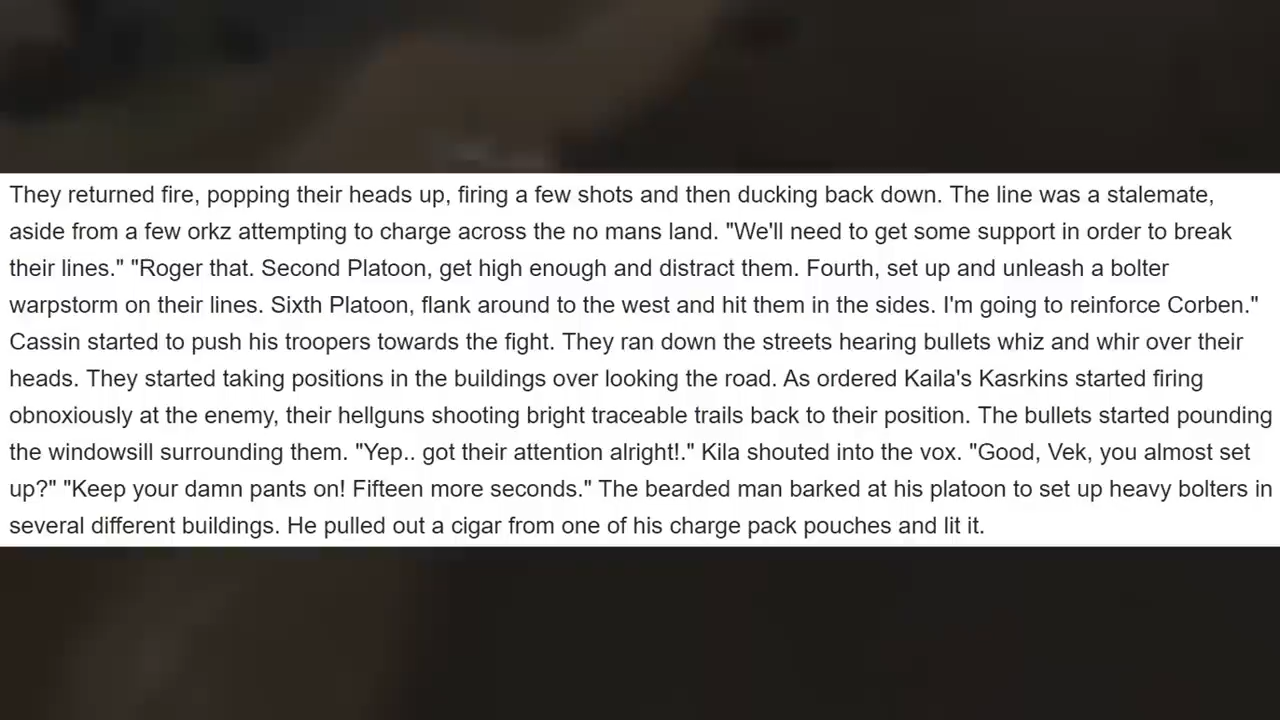 They returned fire, popping their heads up, firing a few shots and then ducking back down. The line was a stalemate,
aside from a few orkz attempting to charge across the no mans land. "We'll need to get some support in order to break
their lines." "Roger that. Second Platoon, get high enough and distract them. Fourth, set up and unleash a bolter
warpstorm on their lines. Sixth Platoon, flank around to the west and hit them in the sides. I'm going to reinforce Corben."
Cassin started to push his troopers towards the fight. They ran down the streets hearing bullets whiz and whir over their
heads. They started taking positions in the buildings over looking the road. As ordered Kaila's Kasrkins started firing
obnoxiously at the enemy, their hellguns shooting bright traceable trails back to their position. The bullets started pounding
the windowsill surrounding them. "Yep.. got their attention alright!." Kila shouted into the vox. "Good, Vek, you almost set
up?" "Keep your damn pants on! Fifteen more seconds." The bearded man barked at his platoon to set up heavy bolters in
several different buildings. He pulled out a cigar from one of his charge pack pouches and lit it.